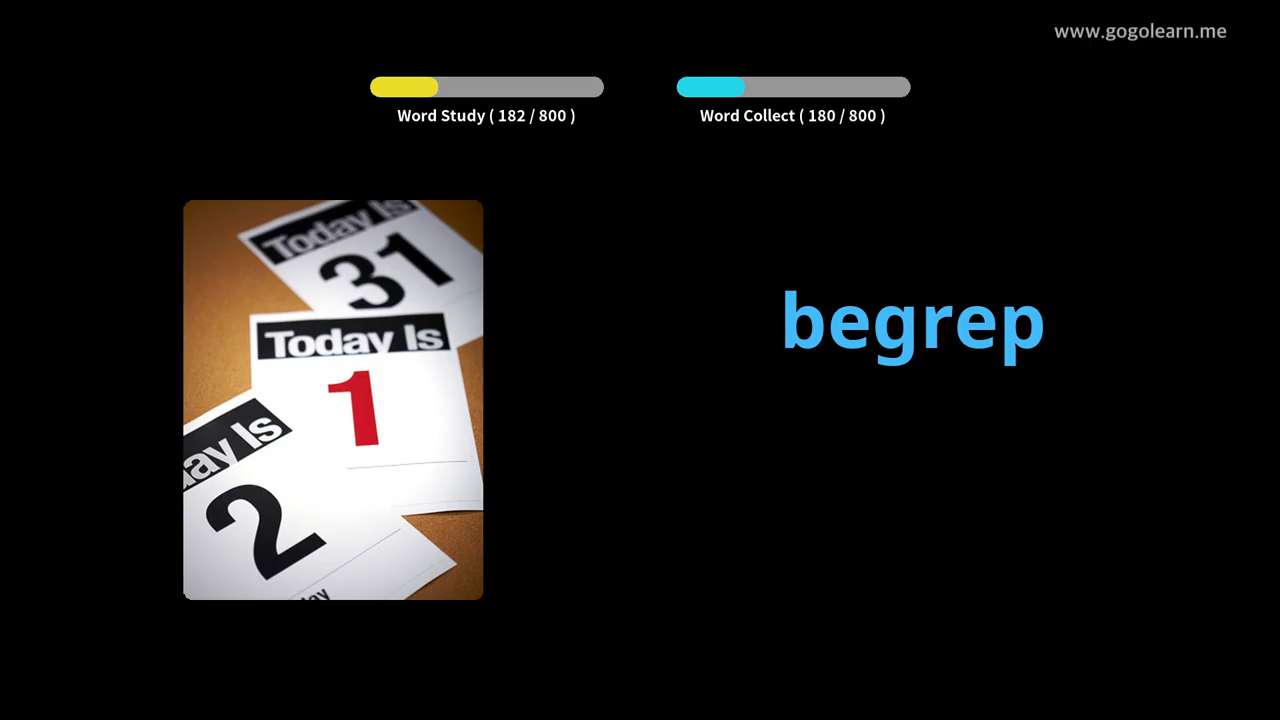 www.gogolearn.me
Word Study ( 182 / 800 )
Word Collect ( 180 / 800 )
Today Is
31
Today Is
1
begrep
day Is
2